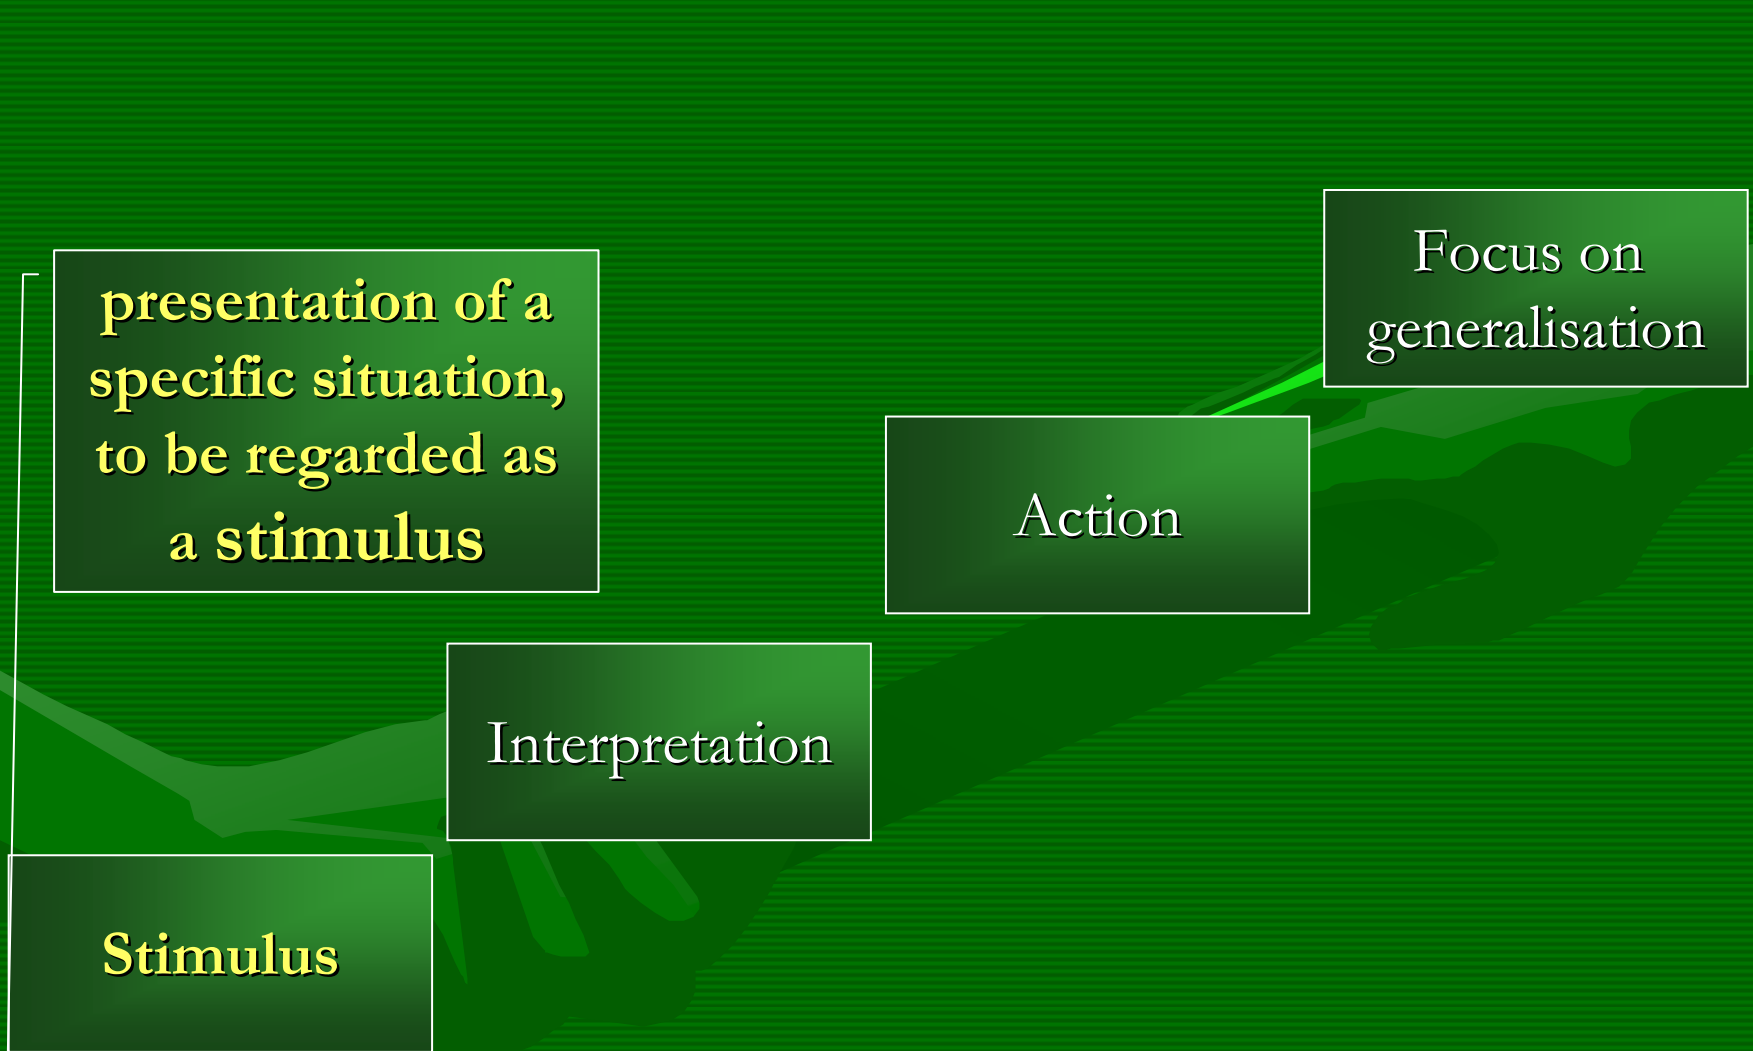 presentation of a
specific situation,
to be regarded as
a stimulus
Focus on
generalisation
Action
Interpretation
Stimulus